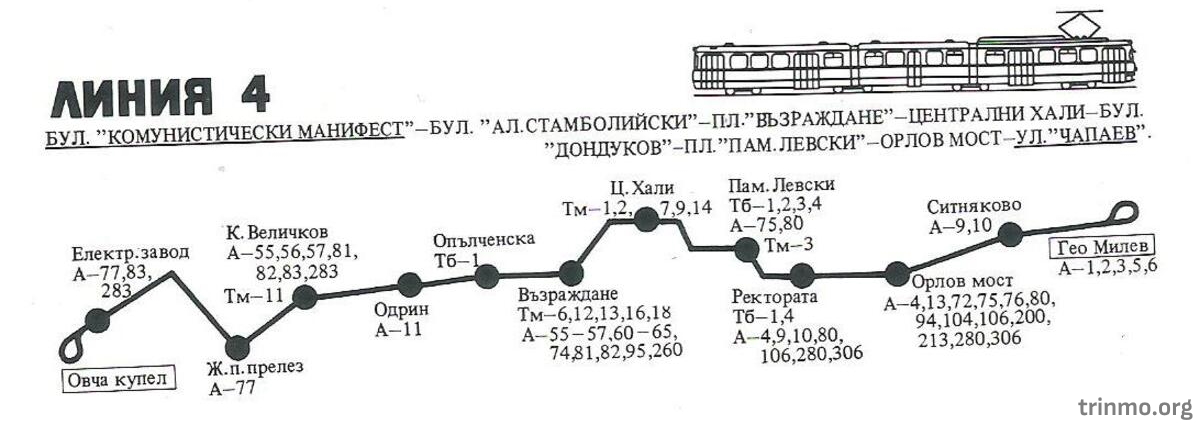 ЛИНИЯ 4
БУЛ. "КОМУНИСТИЧЕСКИ МАНИФЕСТ"–БУЛ. "АЛ.СТАМБОЛИЙСКИ"–ПЛ."ВЪЗРАЖДАНЕ"–ЦЕНТРАЛНИ ХАЛИ–БУЛ.
"ДОНДУКОВ"–ПЛ."ПАМ.ЛЕВСКИ"–ОРЛОВ МОСТ–УЛ."ЧАПАЕВ".
Овча купел
Електр.завод
А–77,83,
283
Ж.п.прелез
А–77
К. Величков
А–55,56,57,81,
82,83,283
Тм–11
Одрин
А–11
Опълченска
Тб–1
Възраждане
Тм–6,12,13,16,18
А–55–57,60–65,
74,81,82,95,260
Ц.Хали
Тм–1,2, 7,9,14
Пам.Левски
Тб–1,2,3,4
А–75,80
Тм–3
Ректората
Тб–1,4
А–4,9,10,80,
106,280,306
Орлов мост
А–4,13,72,75,76,80,
94,104,106,200,
213,280,306
Ситняково
А–9,10
Гео Милев
А–1,2,3,5,6
trinmo.org